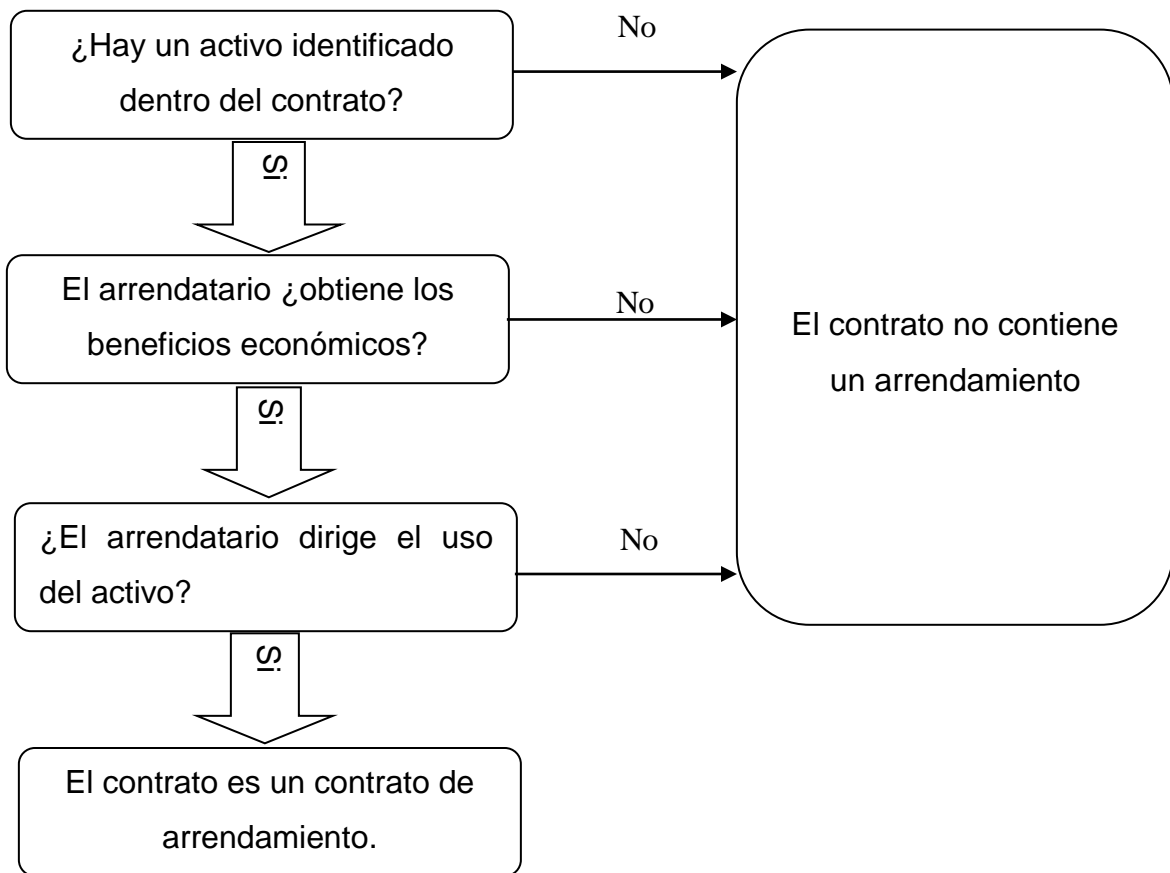 ¿Hay un activo identificado
dentro del contrato?
No
Si
El arrendatario ¿obtiene los
beneficios económicos?
No
El contrato no contiene
un arrendamiento
Si
¿El arrendatario dirige el uso
del activo?
No
Si
El contrato es un contrato de
arrendamiento.